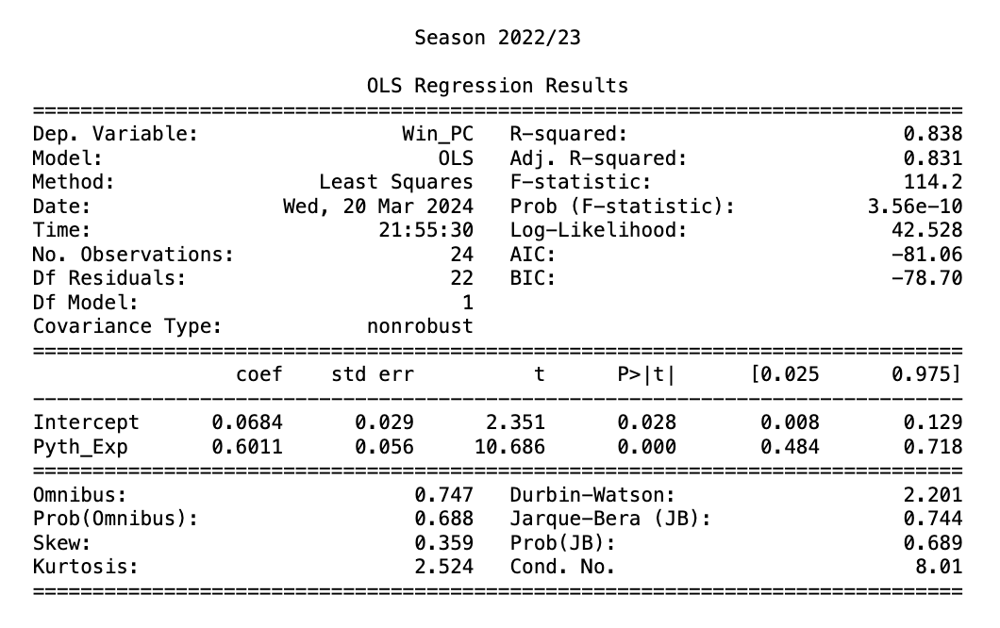 Season 2022/23
OLS Regression Results
==============================================================================
Dep. Variable:                 Win_PC   R-squared:                       0.838
Model:                            OLS   Adj. R-squared:                  0.831
Method:                 Least Squares   F-statistic:                     114.2
Date:                Wed, 20 Mar 2024   Prob (F-statistic):           3.56e-10
Time:                        21:55:30   Log-Likelihood:                 42.528
No. Observations:                  24   AIC:                            -81.06
Df Residuals:                      22   BIC:                            -78.70
Df Model:                           1
Covariance Type:            nonrobust
==============================================================================
                 coef    std err          t      P>|t|      [0.025      0.975]
------------------------------------------------------------------------------
Intercept      0.0684      0.029      2.351      0.028       0.008       0.129
Pyth_Exp       0.6011      0.056     10.686      0.000       0.484       0.718
==============================================================================
Omnibus:                        0.747   Durbin-Watson:                   2.201
Prob(Omnibus):                  0.688   Jarque-Bera (JB):                0.744
Skew:                           0.359   Prob(JB):                        0.689
Kurtosis:                       2.524   Cond. No.                         8.01
==============================================================================